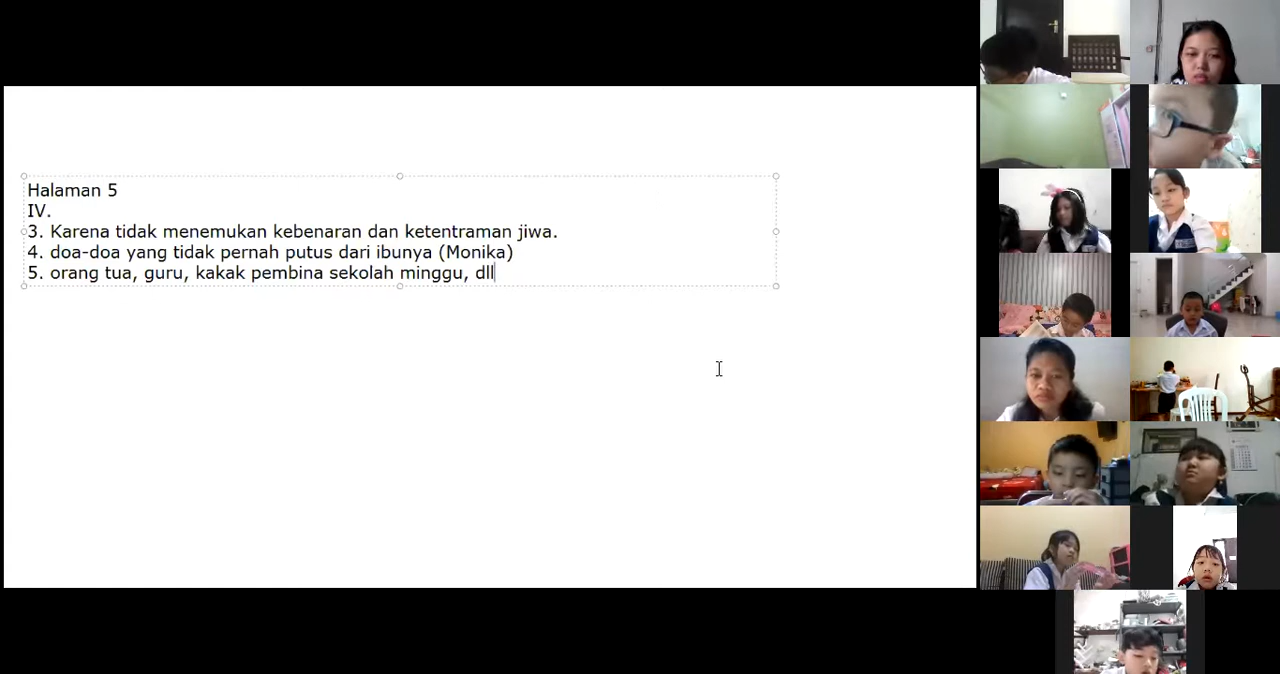 Halaman 5
IV.
3. Karena tidak menemukan kebenaran dan ketentraman jiwa.
4. doa-doa yang tidak pernah putus dari ibunya (Monika)
5. orang tua, guru, kakak pembina sekolah minggu, dll